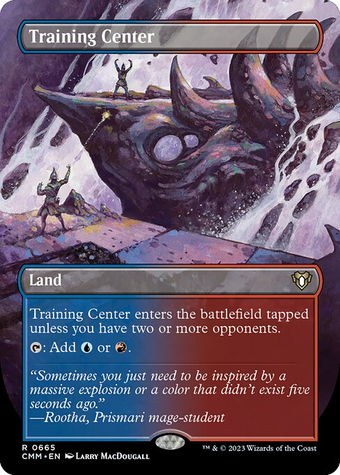 Training Center
Land
Training Center enters the battlefield tapped
unless you have two or more opponents.
: Add or .
“Sometimes you just need to be inspired by a
massive explosion or a color that didn’t exist five
seconds ago.”
—Rootha, Prismari mage-student
R 0665
CMM • EN Larry MacDougall
™ & © 2023 Wizards of the Coast